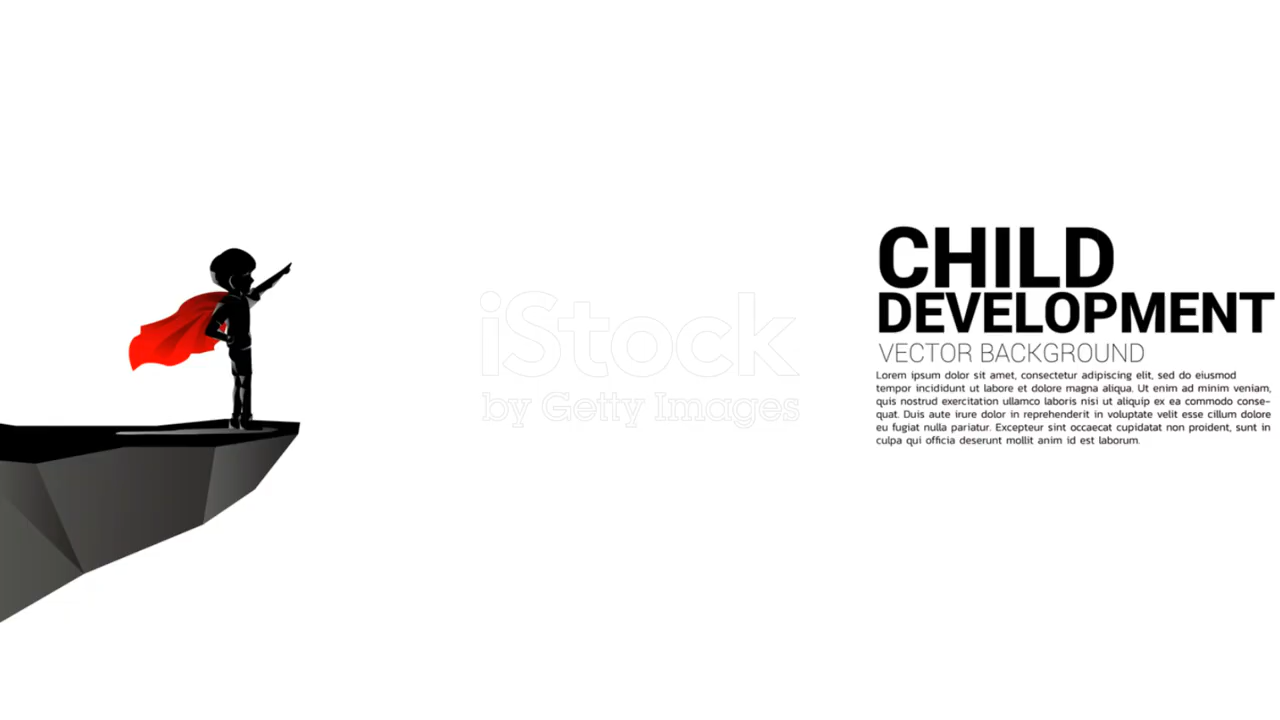 iStock
by Getty Images
CHILD
DEVELOPMENT
VECTOR BACKGROUND
Lorem ipsum dolor sit amet, consectetur adipiscing elit, sed do eiusmod
tempor incididunt ut labore et dolore magna aliqua. Ut enim ad minim veniam,
quis nostrud exercitation ullamco laboris nisi ut aliquip ex ea commodo conse-
quat. Duis aute irure dolor in reprehenderit in voluptate velit esse cillum dolore
eu fugiat nulla pariatur. Excepteur sint occaecat cupidatat non proident, sunt in
culpa qui officia deserunt mollit anim id est laborum.